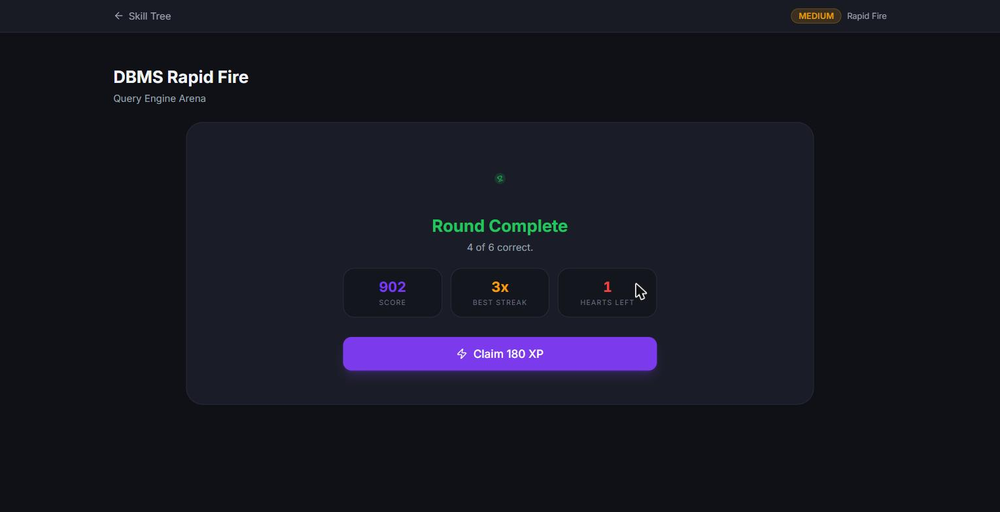 Skill Tree
MEDIUM Rapid Fire
DBMS Rapid Fire
Query Engine Arena
Round Complete
4 of 6 correct.
902 3x 1
SCORE BEST STREAK HEARTS LEFT
Claim 180 XP